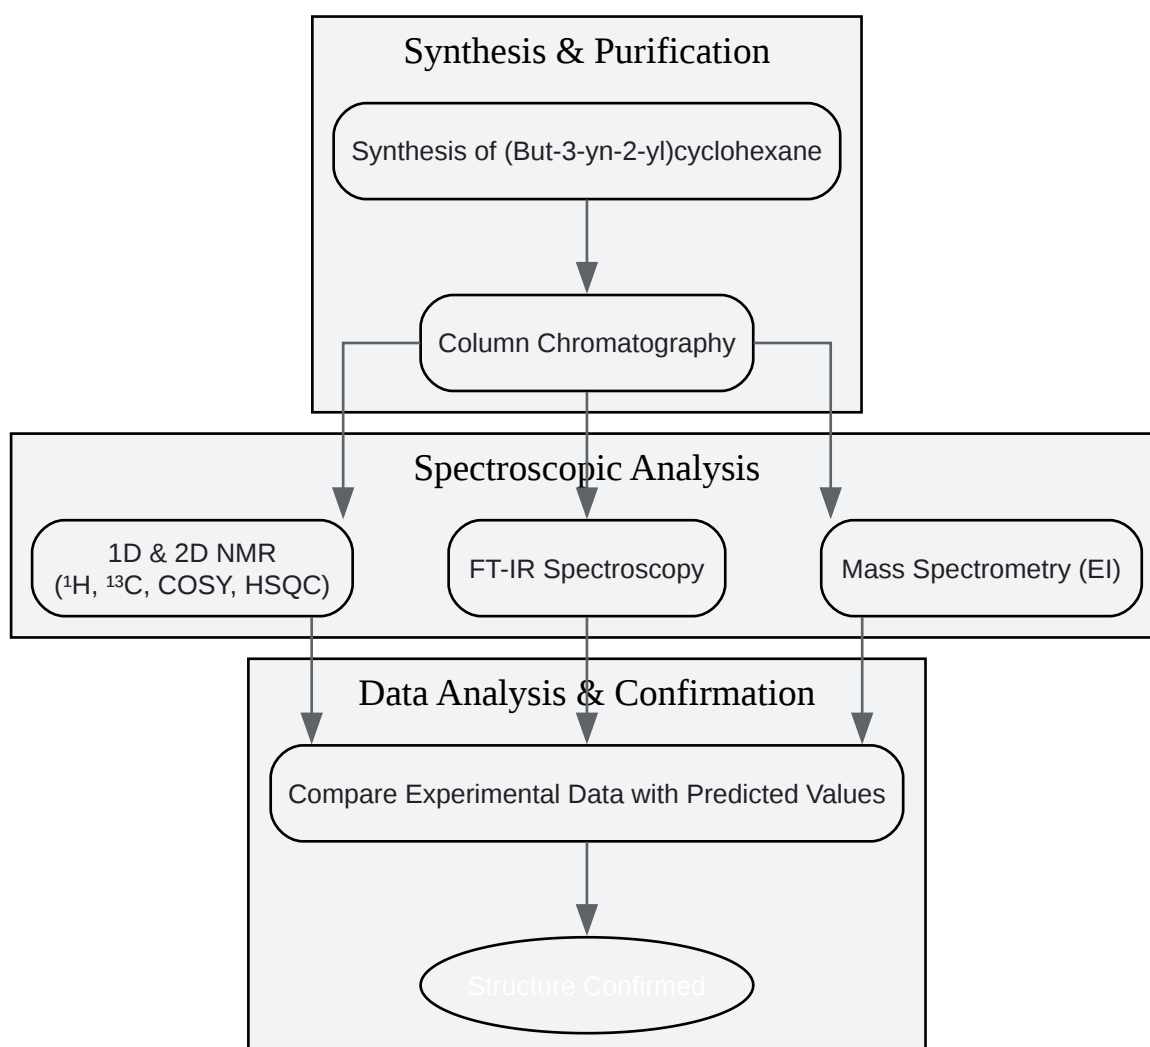 Synthesis & Purification
Synthesis of (But-3-yn-2-yl)cyclohexane
Column Chromatography
Spectroscopic Analysis
1D & 2D NMR
(¹H, ¹³C, COSY, HSQC)
FT-IR Spectroscopy
Mass Spectrometry (EI)
Data Analysis & Confirmation
Compare Experimental Data with Predicted Values
Structure Confirmed